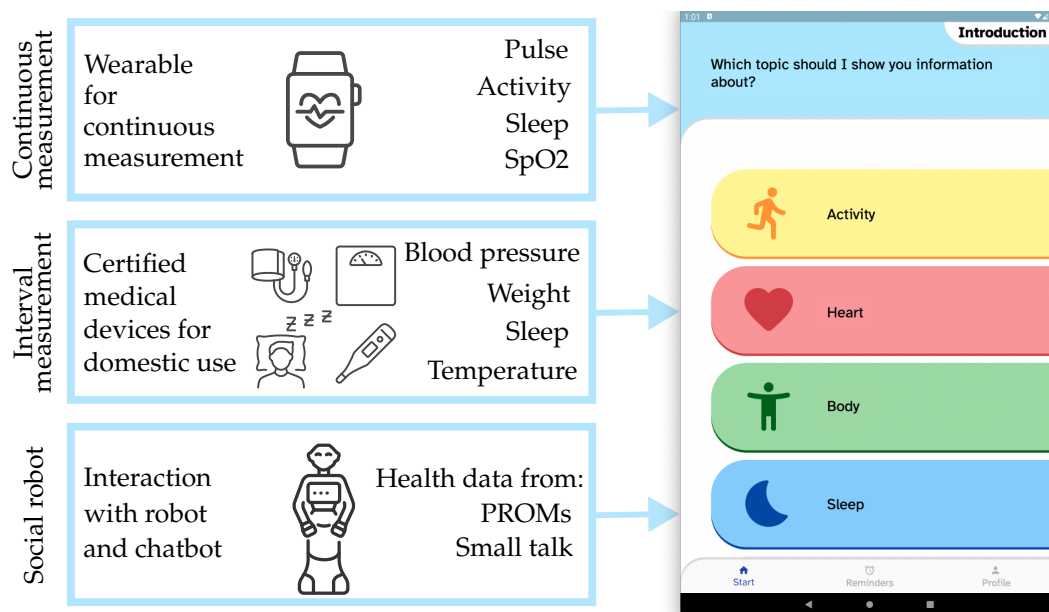 Continuous
measurement
Wearable
for
continuous
measurement
Pulse
Activity
Sleep
SpO2
Interval
measurement
Certified
medical
devices for
domestic use
z z z
Blood pressure
Weight
Sleep
Temperature
Social robot
Interaction
with robot
and chatbot
Health data from:
PROMs
Small talk
1:01
Introduction
Which topic should I show you information
about?
Activity
Heart
Body
Sleep
Start
Reminders
Profile